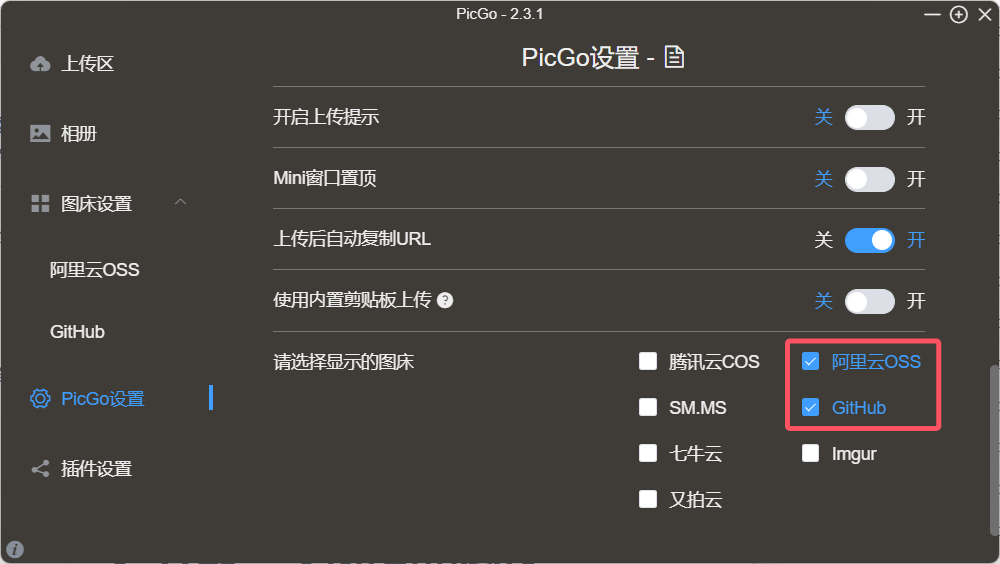 PicGo - 2.3.1
上传区
相册
图床设置
阿里云OSS
GitHub
PicGo设置
插件设置
PicGo设置 -
开启上传提示 关 开
Mini窗口置顶 关 开
上传后自动复制URL 关 开
使用内置剪贴板上传 ? 关 开
请选择显示的图床 腾讯云COS 阿里云OSS
SM.MS GitHub
七牛云 Imgur
又拍云